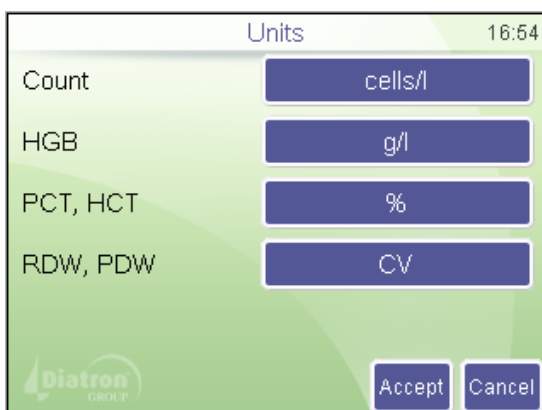 Units 16:54
Count cells/l
HGB g/l
PCT, HCT %
RDW, PDW CV
Diatron
GROUP
Accept Cancel